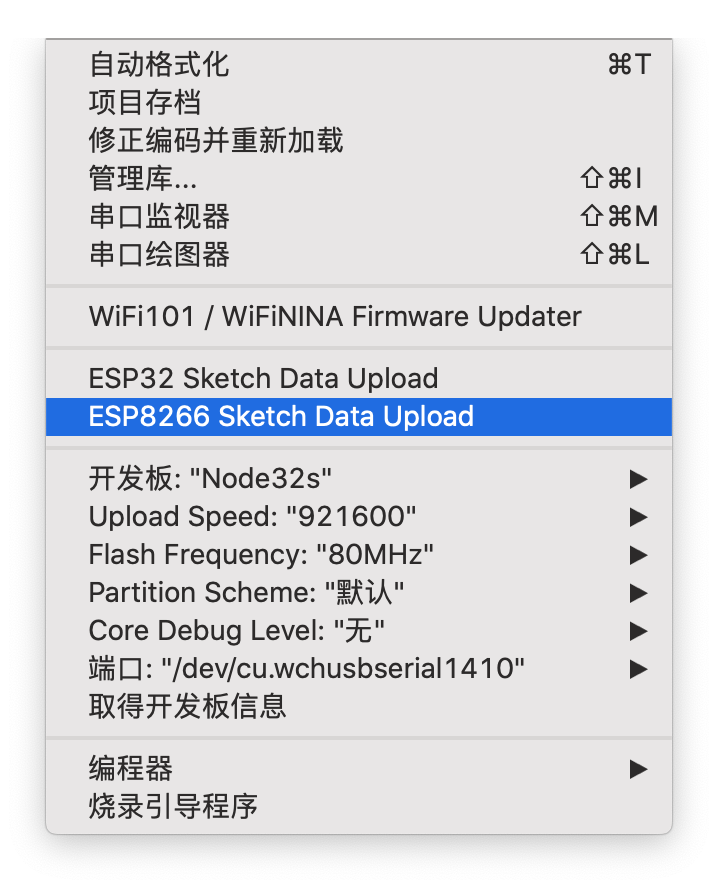 自动格式化 ⌘T
项目存档
修正编码并重新加载
管理库... ⇧⌘I
串口监视器 ⇧⌘M
串口绘图器 ⇧⌘L
WiFi101 / WiFiNINA Firmware Updater
ESP32 Sketch Data Upload
ESP8266 Sketch Data Upload
开发板: "Node32s"
Upload Speed: "921600"
Flash Frequency: "80MHz"
Partition Scheme: "默认"
Core Debug Level: "无"
端口: "/dev/cu.wchusbserial1410"
取得开发板信息
编程器
烧录引导程序